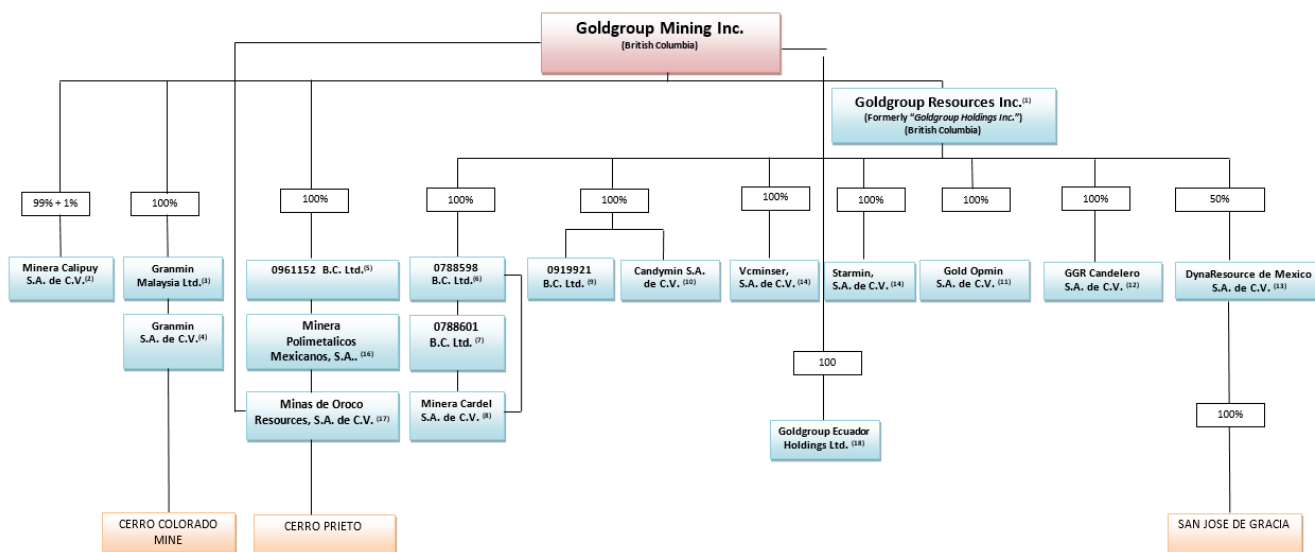 Goldgroup Mining Inc.
(British Columbia)
Goldgroup Resources Inc.(1)
(Formerly "Goldgroup Holdings Inc.")
(British Columbia)
99% + 1%
100%
100%
100%
100%
100%
100%
100%
100%
50%
Minera Calipuy
S.A. de C.V.(2)
Granmin
Malaysia Ltd.(3)
0961152 B.C. Ltd.(5)
0788598
B.C. Ltd.(6)
0919921
B.C. Ltd. (9)
Candymin S.A.
de C.V. (10)
Vcminser,
S.A. de C.V. (14)
Starmin,
S.A. de C.V. (14)
Gold Opmin
S.A. de C.V. (11)
GGR Candelero
S.A. de C.V. (12)
DynaResource de Mexico
S.A. de C.V. (13)
Granmin
S.A. de C.V.(4)
Minera
Polimetalicos
Mexicanos, S.A.. (16)
0788601
B.C. Ltd. (7)
100
Minas de Oroco
Resources, S.A. de C.V. (17)
Minera Cardel
S.A. de C.V. (8)
100%
Goldgroup Ecuador
Holdings Ltd. (18)
CERRO COLORADO
MINE
CERRO PRIETO
SAN JOSE DE GRACIA